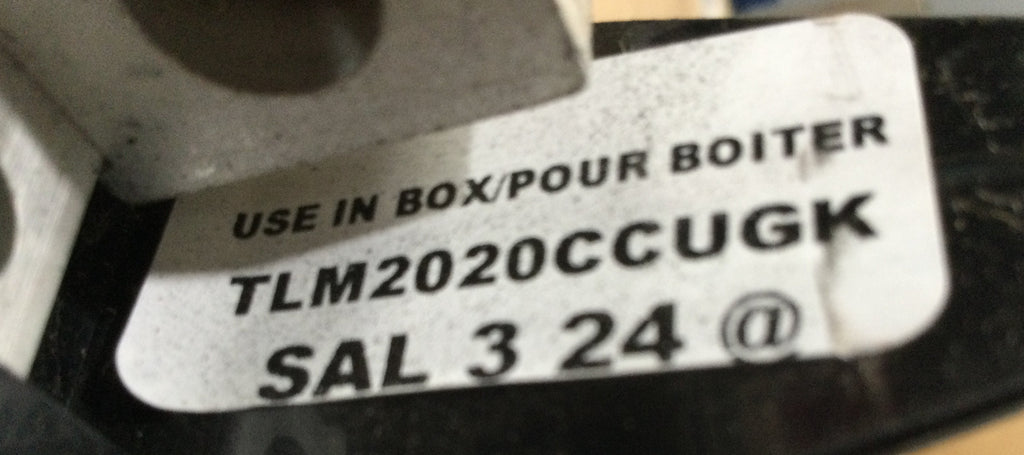 USE IN BOX/POUR BOITER
TLM2020CCUGK
SAL 3 24 @